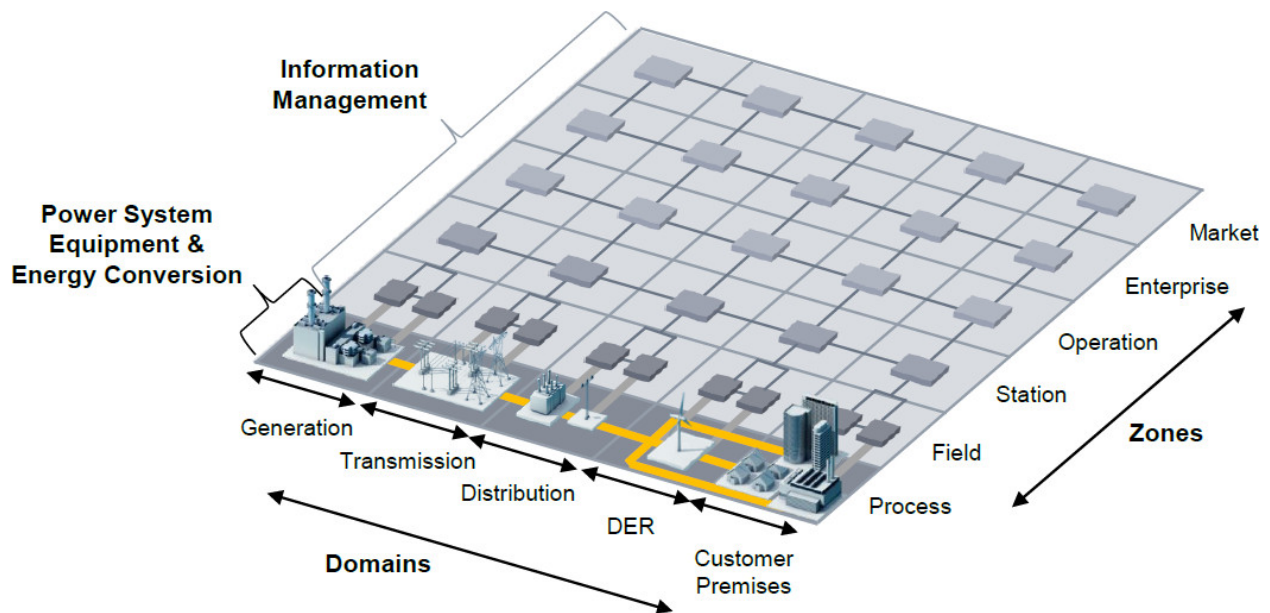 Information
Management
Power System
Equipment &
Energy Conversion
Market
Enterprise
Operation
Station
Field
Process
Zones
Generation
Transmission
Distribution
DER
Customer
Premises
Domains